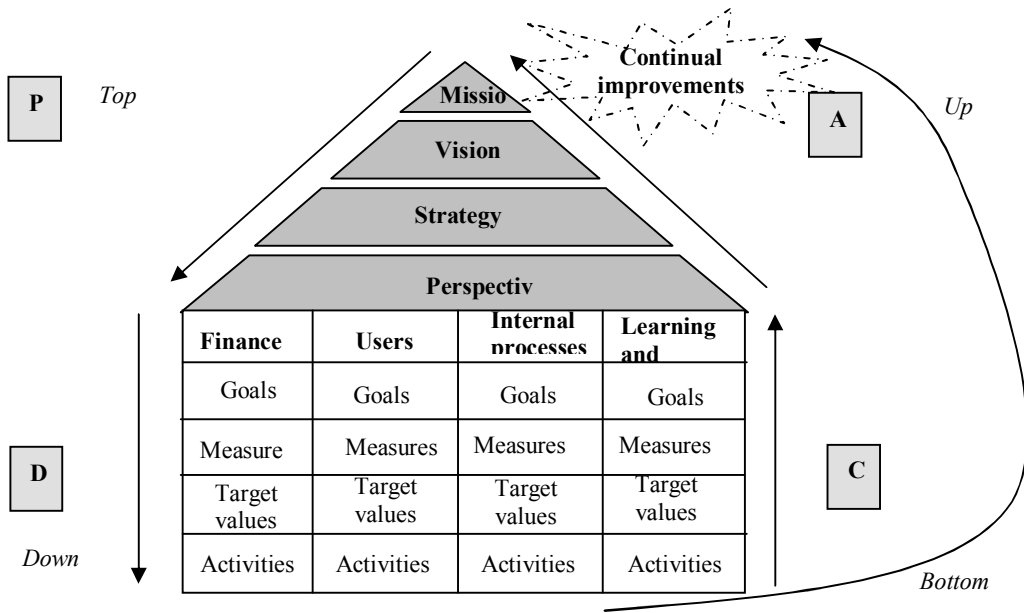 Continual
improvements
P
Top
Missio
A
Up
Vision
Strategy
Perspectiv
Finance
Users
Internal
processes
Learning
and
Goals
Goals
Goals
Goals
Measure
Measures
Measures
Measures
D
C
Target
values
Target
values
Target
values
Target
values
Down
Activities
Activities
Activities
Activities
Bottom